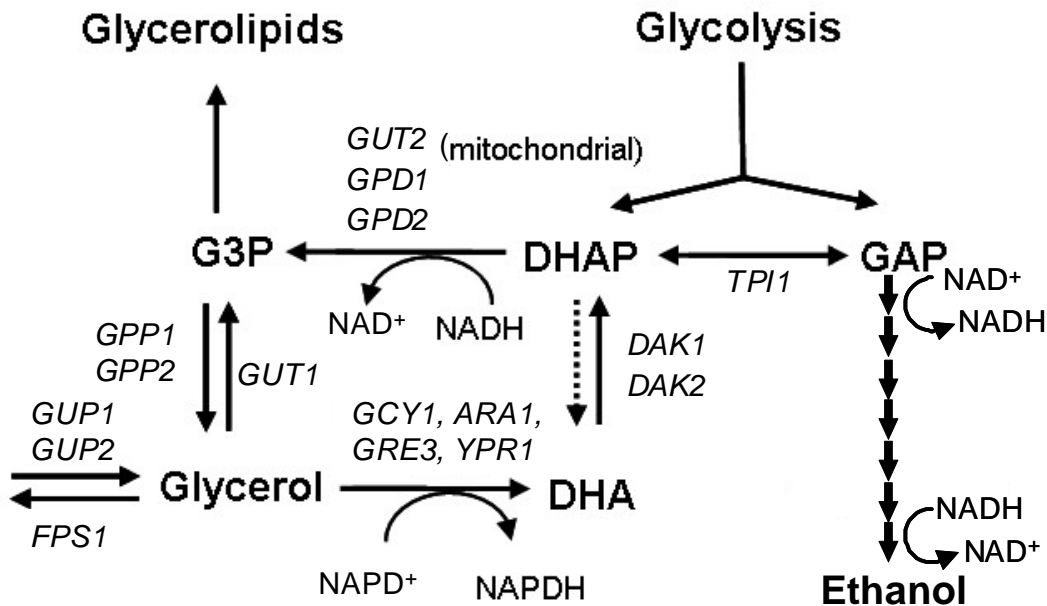 Glycerolipids
Glycolysis
GUT2 (mitochondrial)
GPD1
GPD2
G3P
DHAP
GAP
TPI1
NAD+
NADH
NAD+
NADH
GPP1
GPP2
GUT1
DAK1
DAK2
GUP1
GUP2
GCY1, ARA1,
GRE3, YPR1
Glycerol
DHA
FPS1
NADH
NAD+
NAPD+
NAPDH
Ethanol